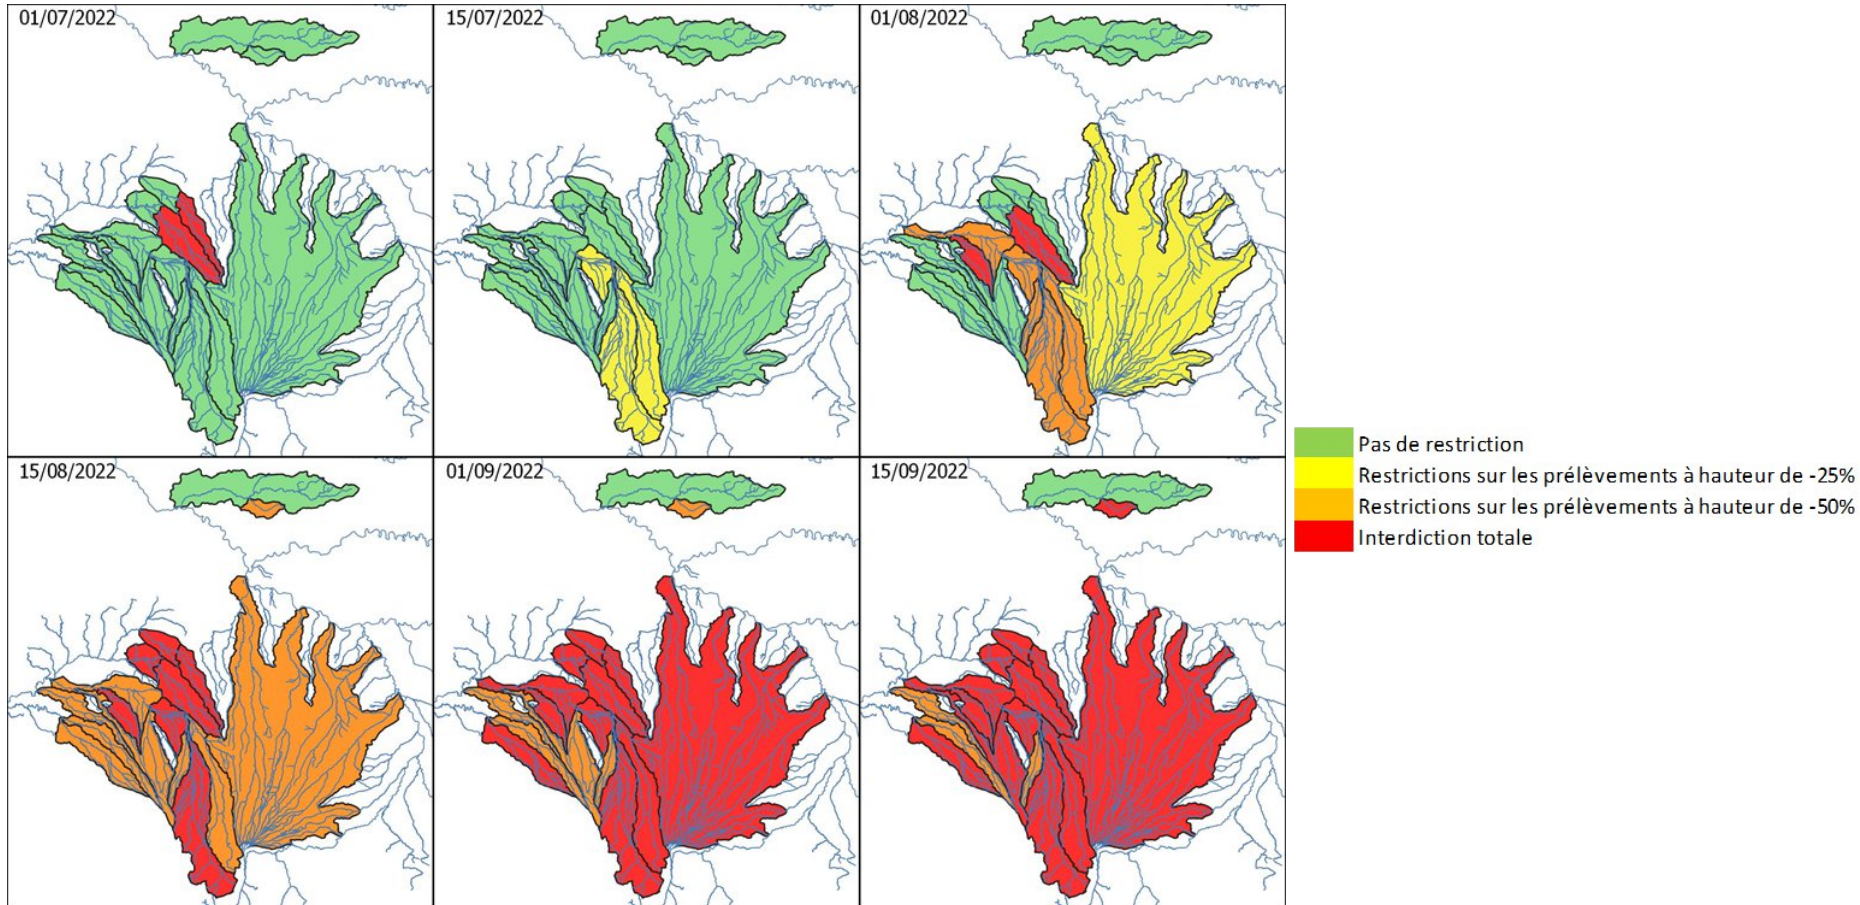 01/07/2022
15/07/2022
01/08/2022
15/08/2022
01/09/2022
15/09/2022
Pas de restriction
Restrictions sur les prélèvements à hauteur de -25%
Restrictions sur les prélèvements à hauteur de -50%
Interdiction totale